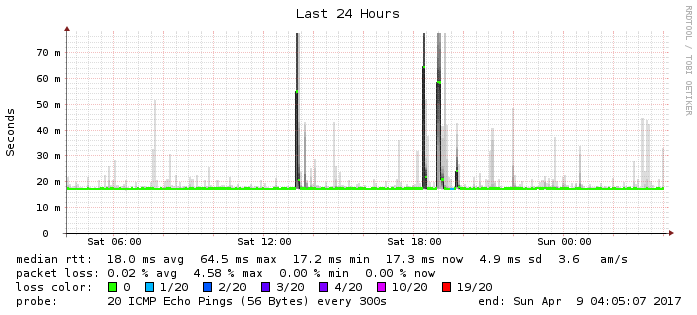 Last 24 Hours
RRDTOOL / TOBI OETIKER
Seconds
70 m
60 m
50 m
40 m
30 m
20 m
10 m
0
Sat 06:00 Sat 12:00 Sat 18:00 Sun 00:00
median rtt: 18.0 ms avg 64.5 ms max 17.2 ms min 17.3 ms now 4.9 ms sd 3.6 am/s
packet loss: 0.02 % avg 4.58 % max 0.00 % min 0.00 % now
loss color: 0 1/20 2/20 3/20 4/20 10/20 19/20
probe: 20 ICMP Echo Pings (56 Bytes) every 300s end: Sun Apr 9 04:05:07 2017